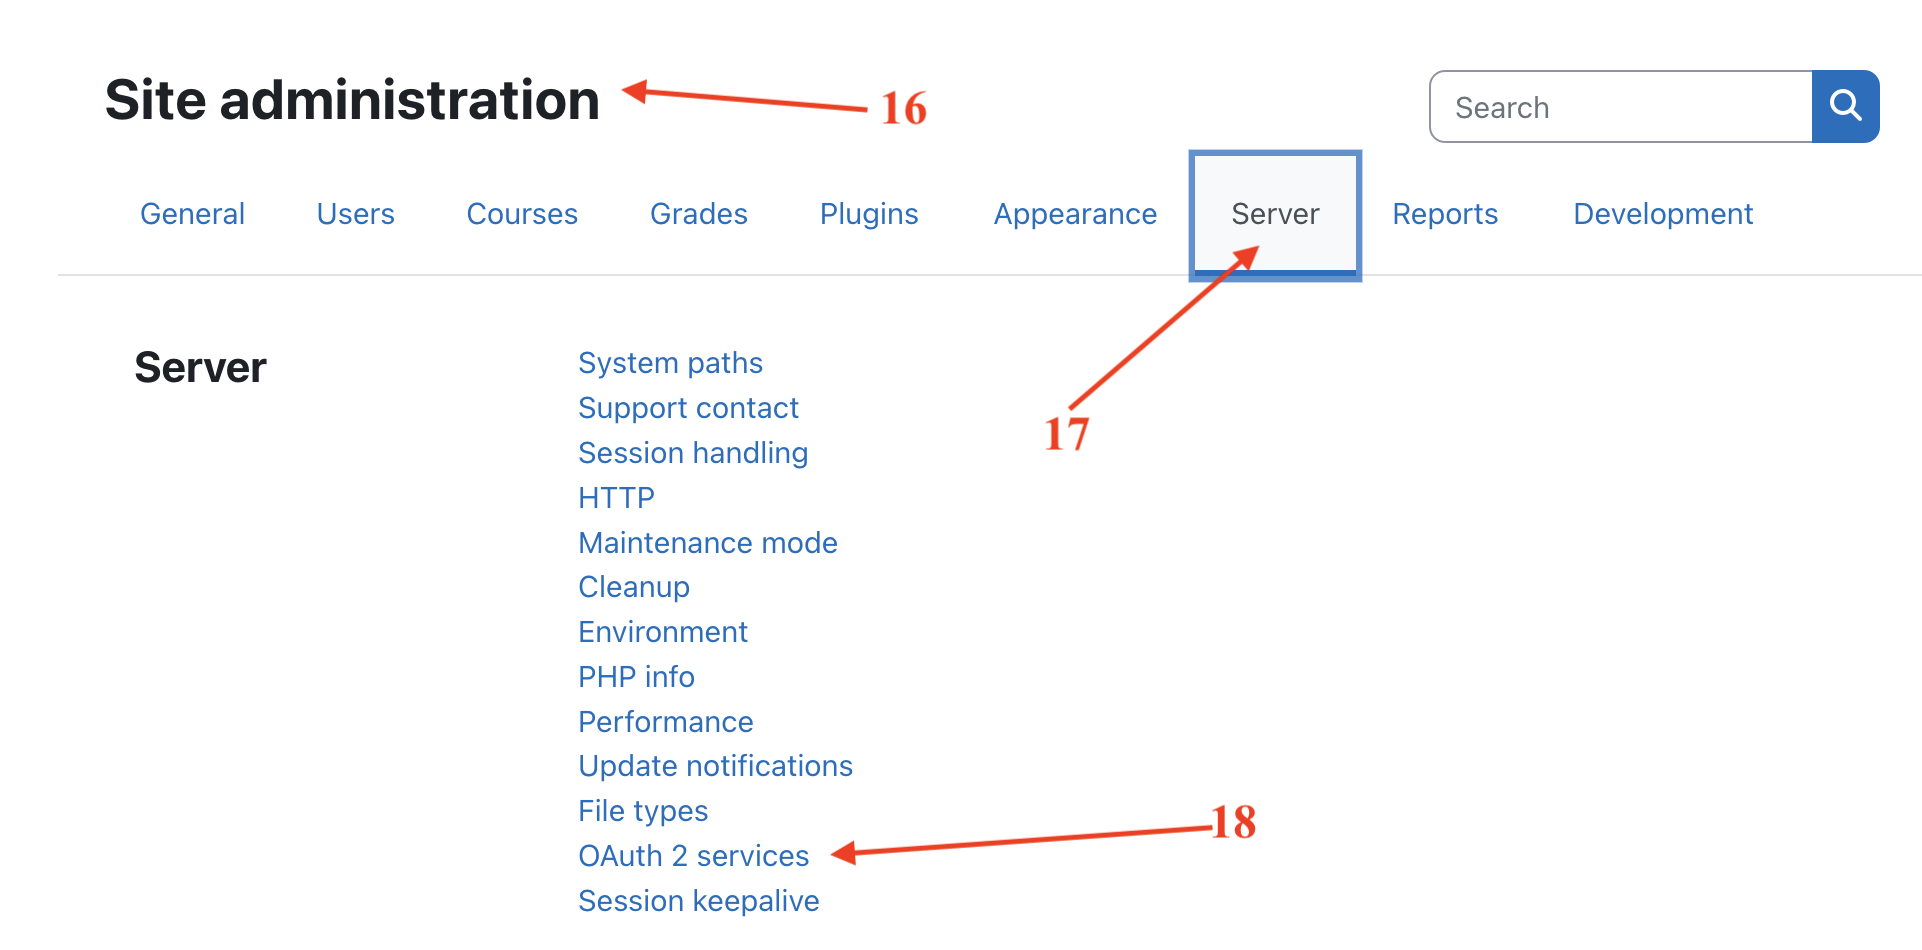 Site administration
16
Search
General Users Courses Grades Plugins Appearance Server Reports Development
Server
System paths
Support contact
17
Session handling
HTTP
Maintenance mode
Cleanup
Environment
PHP info
Performance
Update notifications
File types
18
OAuth 2 services
Session keepalive